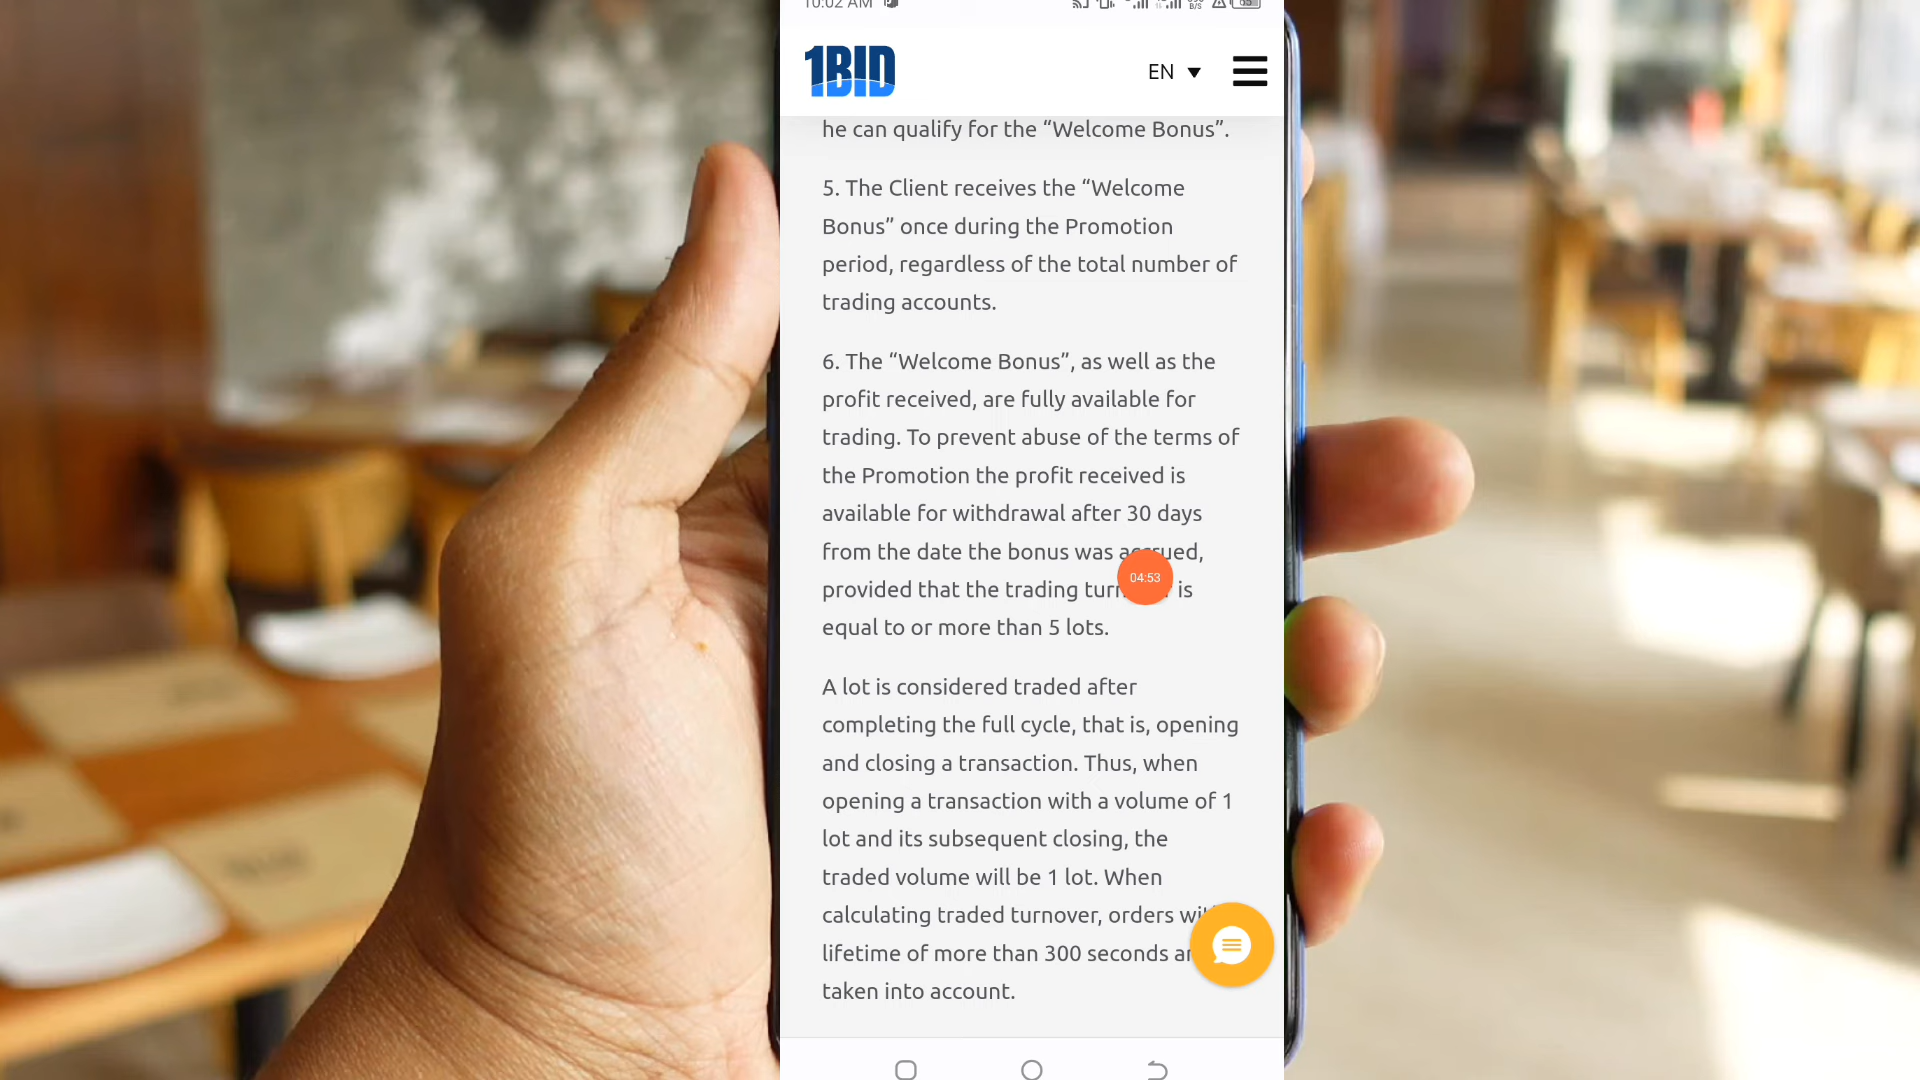 10:02 AM
1BID
EN
he can qualify for the “Welcome Bonus”.
5. The Client receives the “Welcome
Bonus” once during the Promotion
period, regardless of the total number of
trading accounts.
6. The “Welcome Bonus”, as well as the
profit received, are fully available for
trading. To prevent abuse of the terms of
the Promotion the profit received is
available for withdrawal after 30 days
from the date the bonus was accrued,
04:53
provided that the trading is
equal to or more than 5 lots.
A lot is considered traded after
completing the full cycle, that is, opening
and closing a transaction. Thus, when
opening a transaction with a volume of 1
lot and its subsequent closing, the
traded volume will be 1 lot. When
calculating traded turnover, orders
lifetime of more than 300 seconds
taken into account.